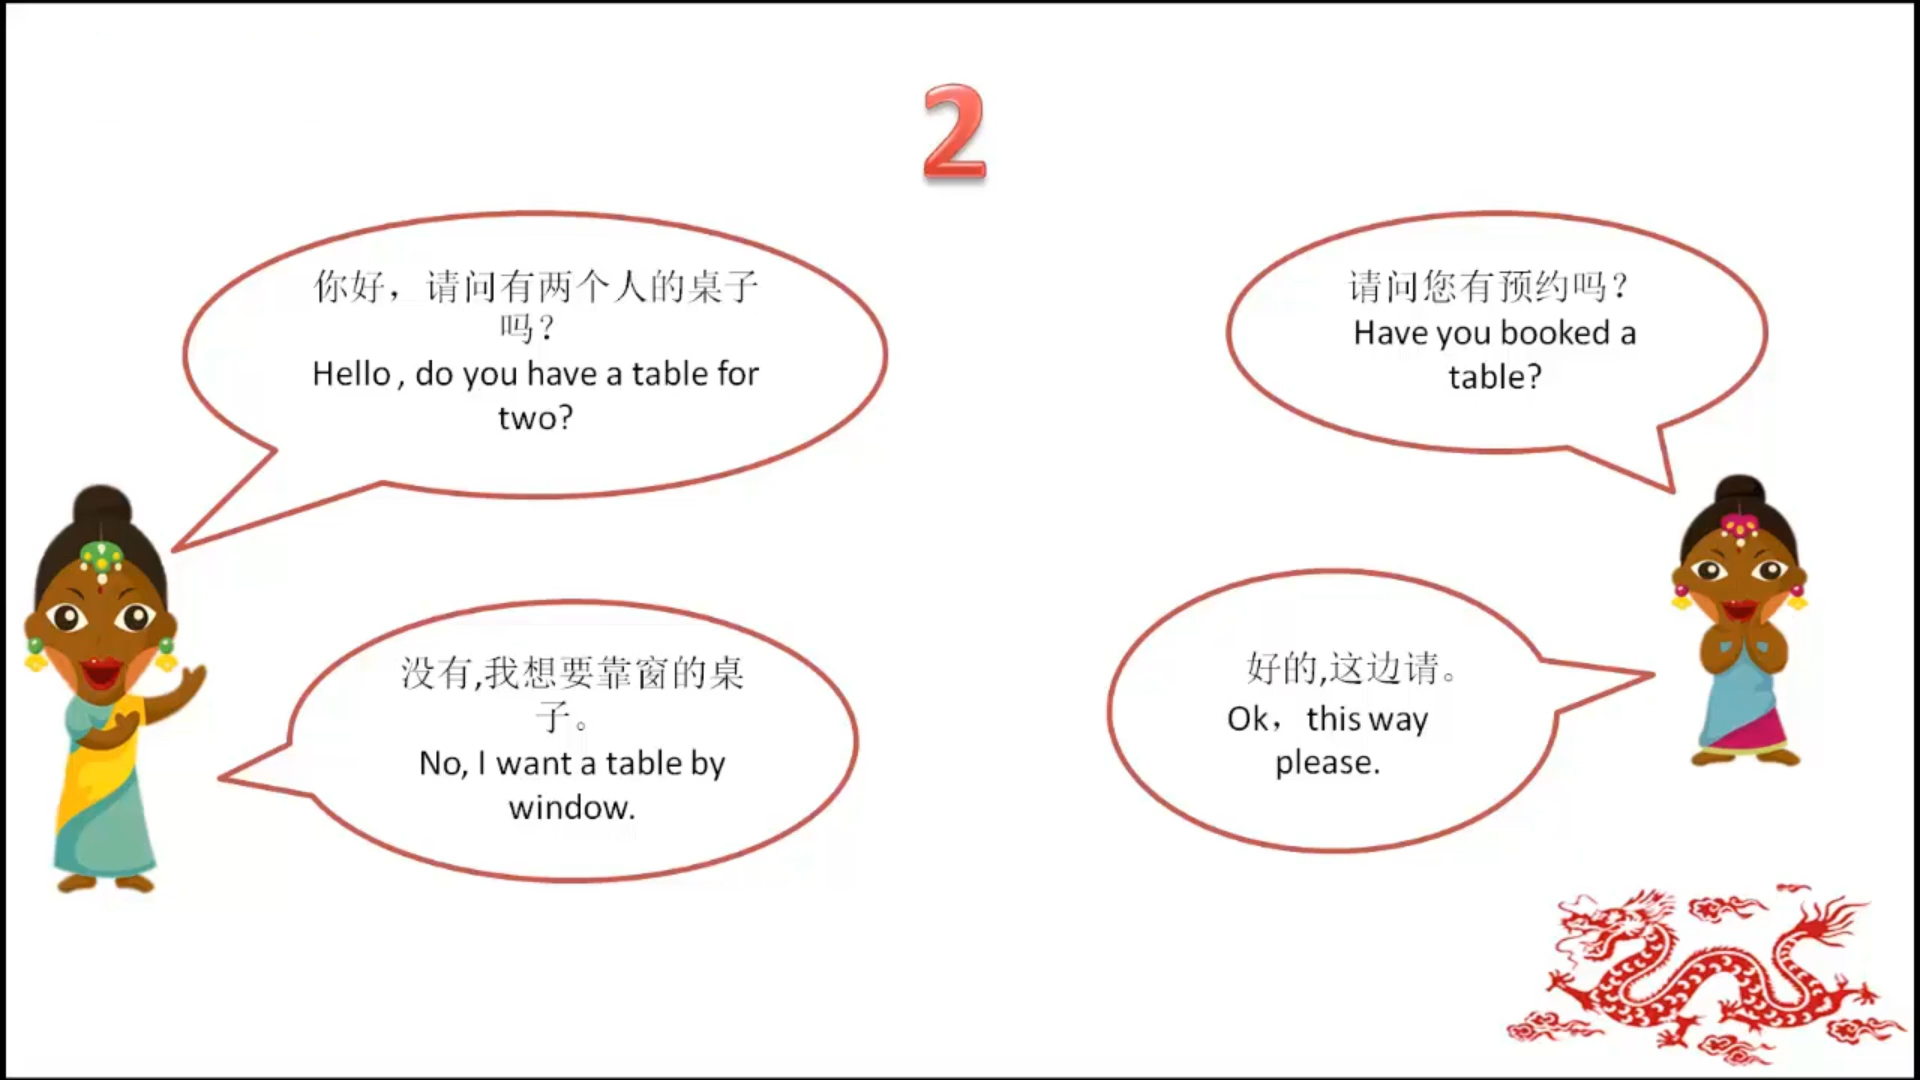 2
你好，请问有两个人的桌子
吗?
Hello , do you have a table for
two?
请问您有预约吗?
Have you booked a
table?
没有,我想要靠窗的桌
子。
No, I want a table by
window.
好的,这边请。
Ok，this way
please.